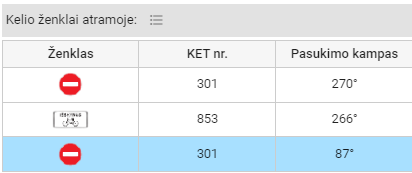 Kelio ženklai atramoje:
Ženklas KET nr. Pasukimo kampas
301 270°
853 266°
301 87°